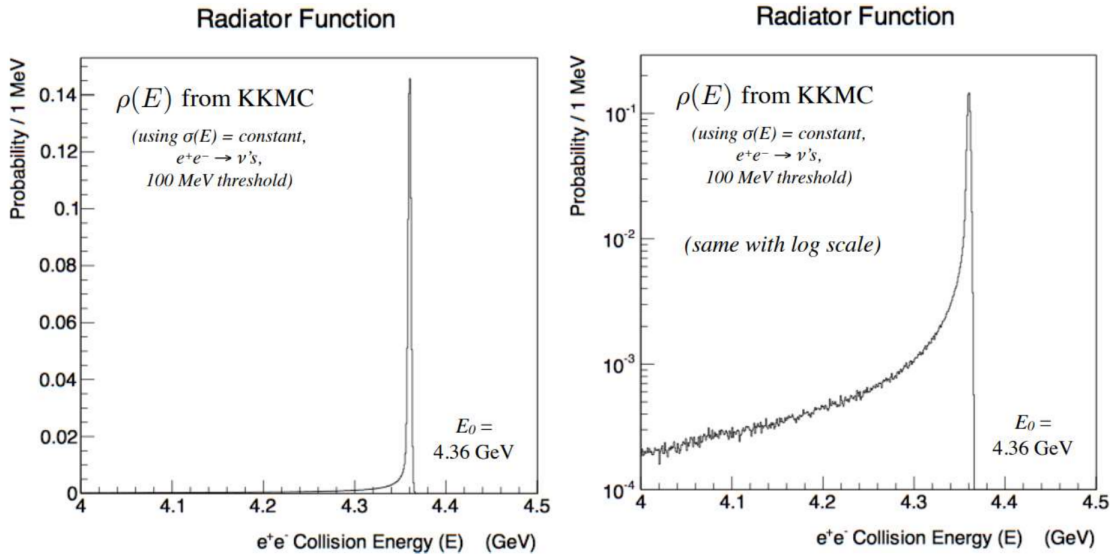 Radiator Function
Probability / 1 MeV
0.14
0.12
0.1
0.08
0.06
0.04
0.02
0
ρ(E) from KKMC
(using σ(E) = constant,
e⁺e⁻ → ν's,
100 MeV threshold)
E₀ =
4.36 GeV
4 4.1 4.2 4.3 4.4 4.5
e⁺e⁻ Collision Energy (E) (GeV)
Radiator Function
Probability / 1 MeV
10⁻¹
10⁻²
10⁻³
10⁻⁴
ρ(E) from KKMC
(using σ(E) = constant,
e⁺e⁻ → ν's,
100 MeV threshold)
(same with log scale)
E₀ =
4.36 GeV
4 4.1 4.2 4.3 4.4 4.5
e⁺e⁻ Collision Energy (E) (GeV)